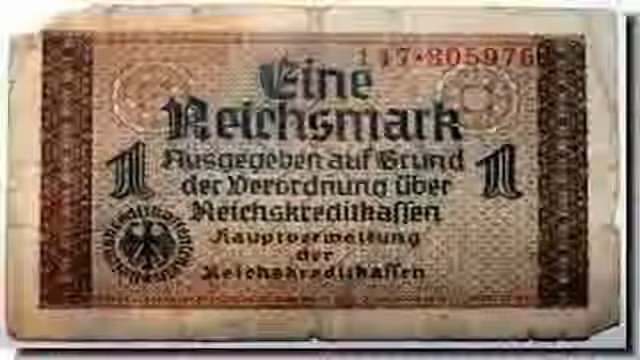 117·805976
Eine
Reichsmark
1 Ausgegeben auf Grund 1
der Verordnung über
Reichskreditkassen
Hauptverwaltung
der
Reichskreditkassen